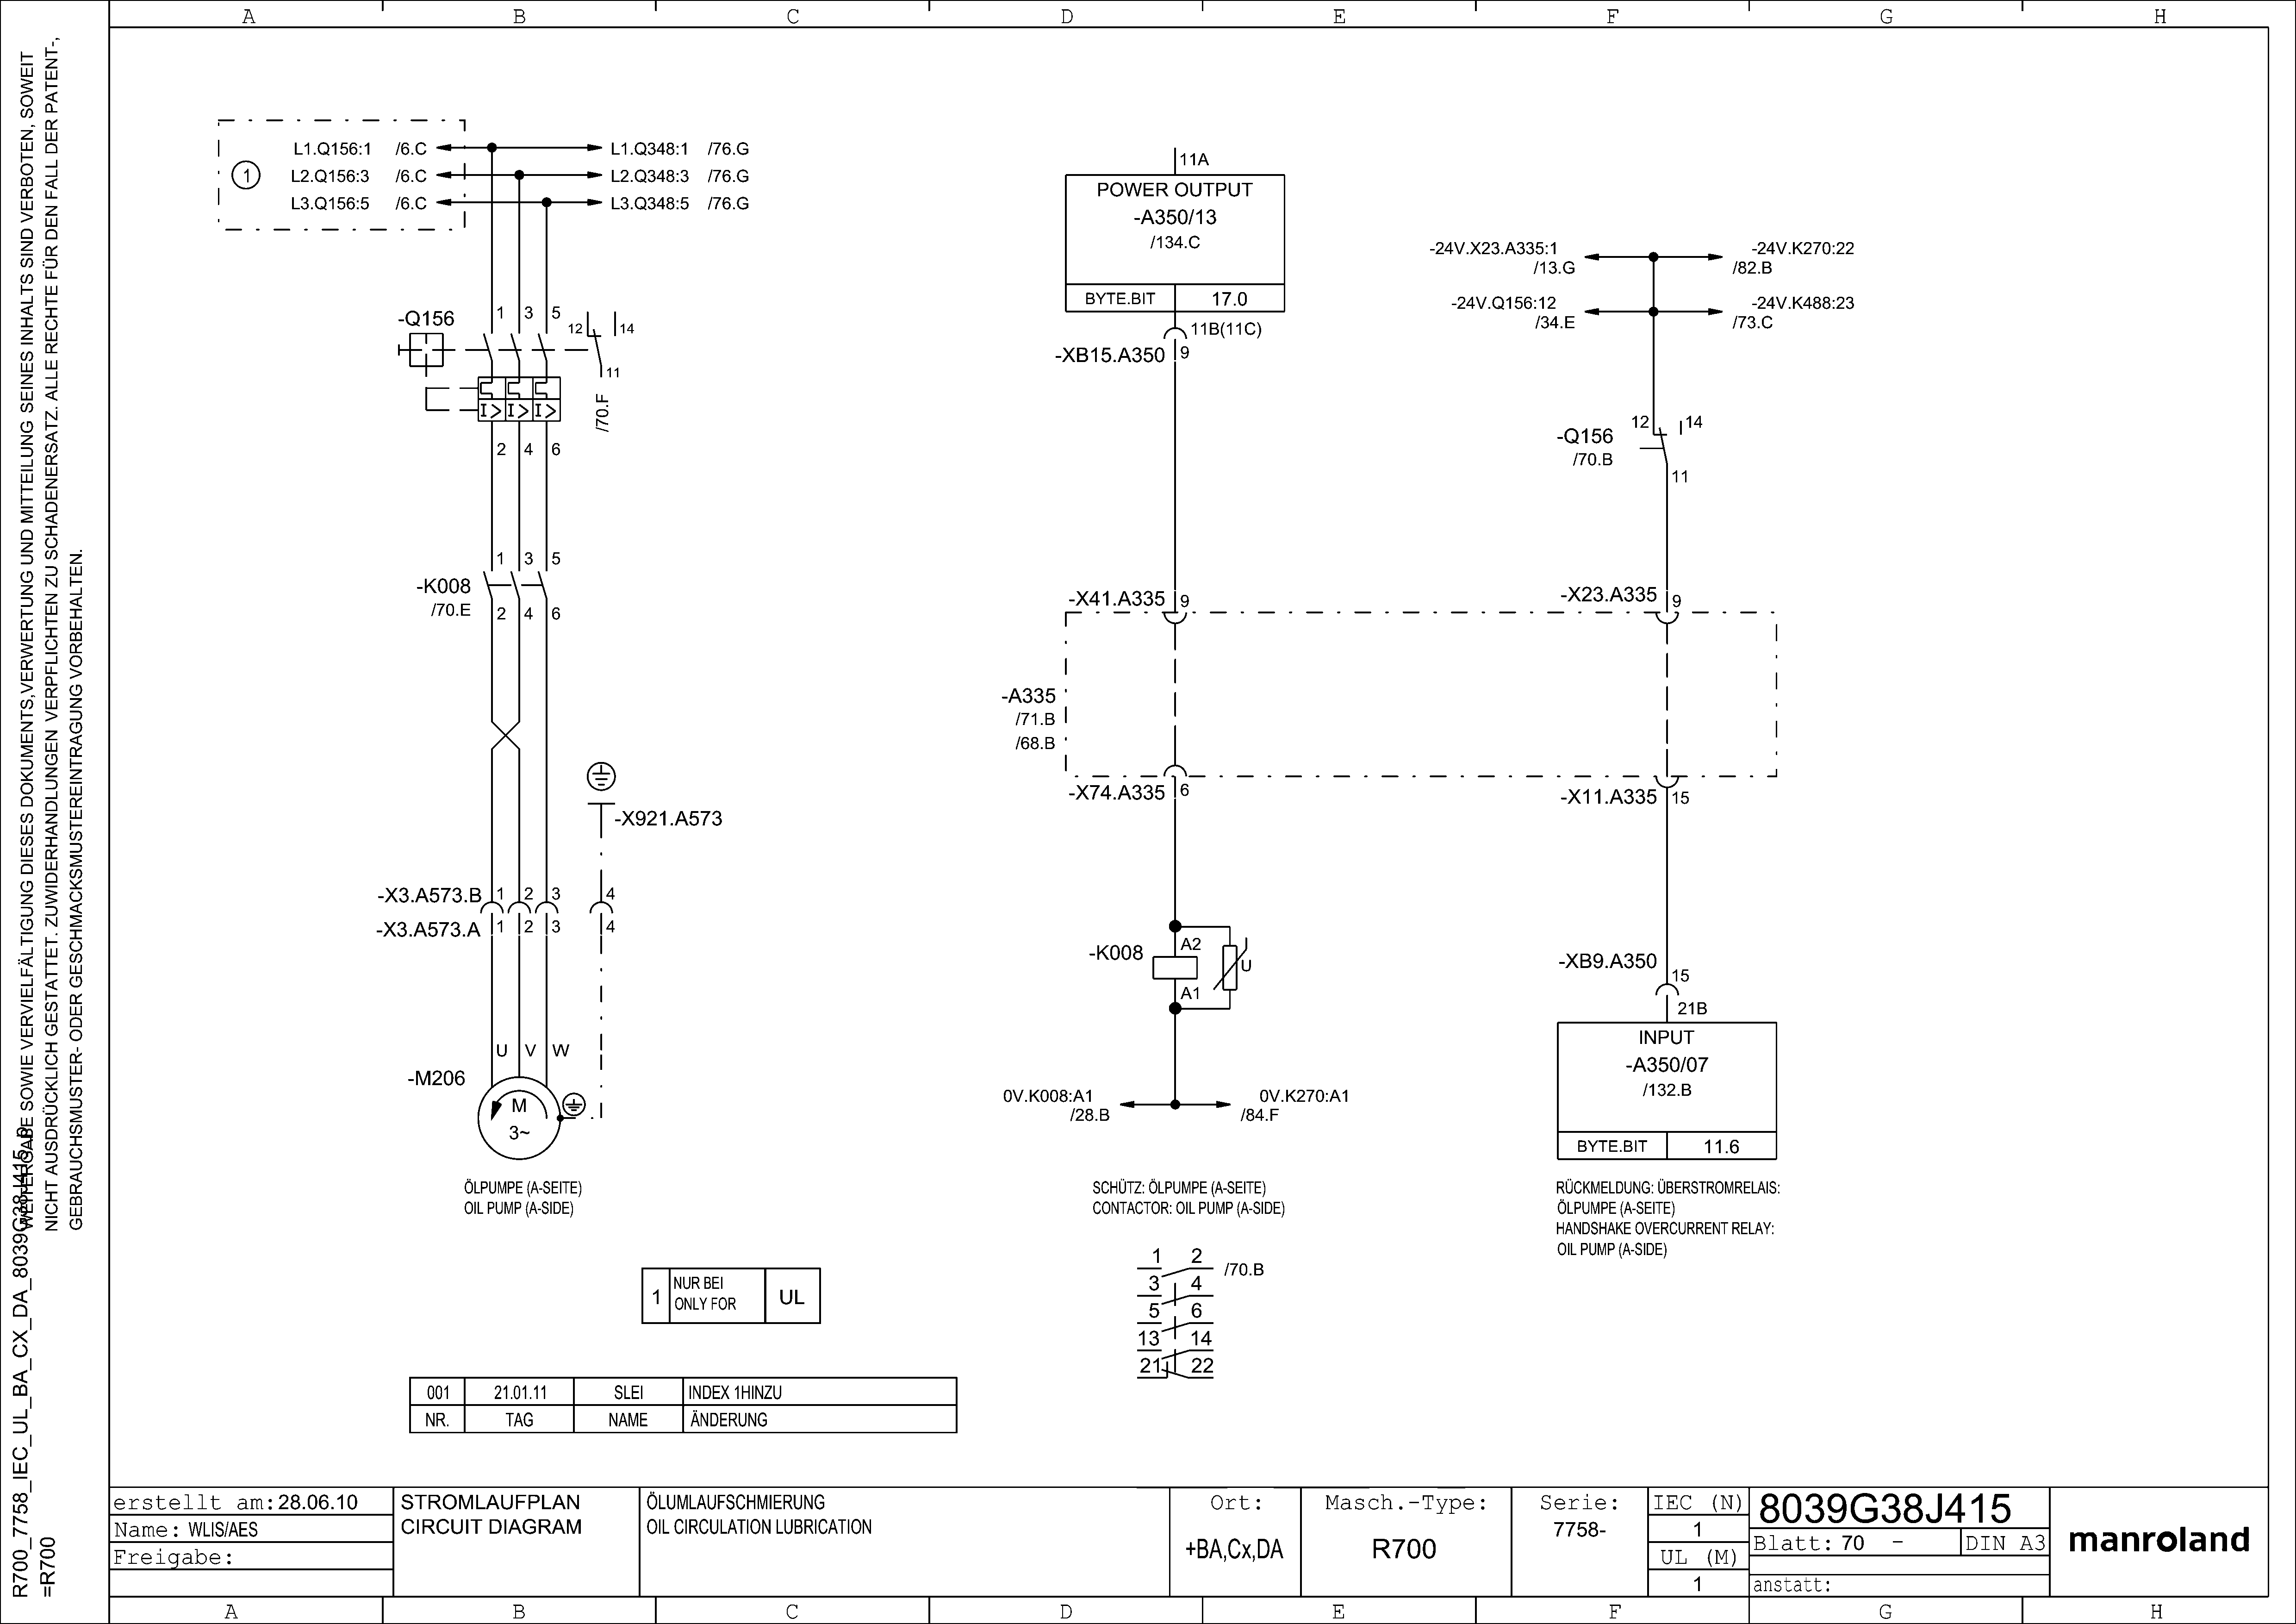 A B C D E F G H
WEITERGABE SOWIE VERVIELFÄLTIGUNG DIESES DOKUMENTS,VERWERTUNG UND MITTEILUNG SEINES INHALTS SIND VERBOTEN, SOWEIT
NICHT AUSDRÜCKLICH GESTATTET. ZUWIDERHANDLUNGEN VERPFLICHTEN ZU SCHADENERSATZ. ALLE RECHTE FÜR DEN FALL DER PATENT-,
GEBRAUCHSMUSTER- ODER GESCHMACKSMUSTEREINTRAGUNG VORBEHALTEN.
R700_7758_IEC_UL_BA_CX_DA_8039G38J415.p
=R700
1
L1.Q156:1 /6.C L1.Q348:1 /76.G
L2.Q156:3 /6.C L2.Q348:3 /76.G
L3.Q156:5 /6.C L3.Q348:5 /76.G
-Q156
1 3 5
12 14
11
/70.F
I> I> I>
2 4 6
1 3 5
-K008
/70.E
2 4 6
-X921.A573
-X3.A573.B 1 2 3 4
-X3.A573.A 1 2 3 4
U V W
-M206
M
3~
ÖLPUMPE (A-SEITE)
OIL PUMP (A-SIDE)
11A
POWER OUTPUT
-A350/13
/134.C
BYTE.BIT 17.0
11B(11C)
-XB15.A350 9
-X41.A335 9
-A335
/71.B
/68.B
-X74.A335 6
-K008
A2
U
A1
0V.K008:A1 0V.K270:A1
/28.B /84.F
SCHÜTZ: ÖLPUMPE (A-SEITE)
CONTACTOR: OIL PUMP (A-SIDE)
1 2
/70.B
3 4
5 6
13 14
21 22
-24V.X23.A335:1 -24V.K270:22
/13.G /82.B
-24V.Q156:12 -24V.K488:23
/34.E /73.C
12 14
-Q156
/70.B
11
-X23.A335 9
-X11.A335 15
-XB9.A350
15
21B
INPUT
-A350/07
/132.B
BYTE.BIT 11.6
RÜCKMELDUNG: ÜBERSTROMRELAIS:
ÖLPUMPE (A-SEITE)
HANDSHAKE OVERCURRENT RELAY:
OIL PUMP (A-SIDE)
1 NUR BEI UL
ONLY FOR
001 21.01.11 SLEI INDEX 1HINZU
NR. TAG NAME ÄNDERUNG
erstellt am: 28.06.10
Name: WLIS/AES
Freigabe:
STROMLAUFPLAN
CIRCUIT DIAGRAM
ÖLUMLAUFSCHMIERUNG
OIL CIRCULATION LUBRICATION
Ort:
+BA,Cx,DA
Masch.-Type:
R700
Serie:
7758-
IEC (N)
1
UL (M)
1
8039G38J415
Blatt: 70 - DIN A3
anstatt:
manroland
A B C D E F G H